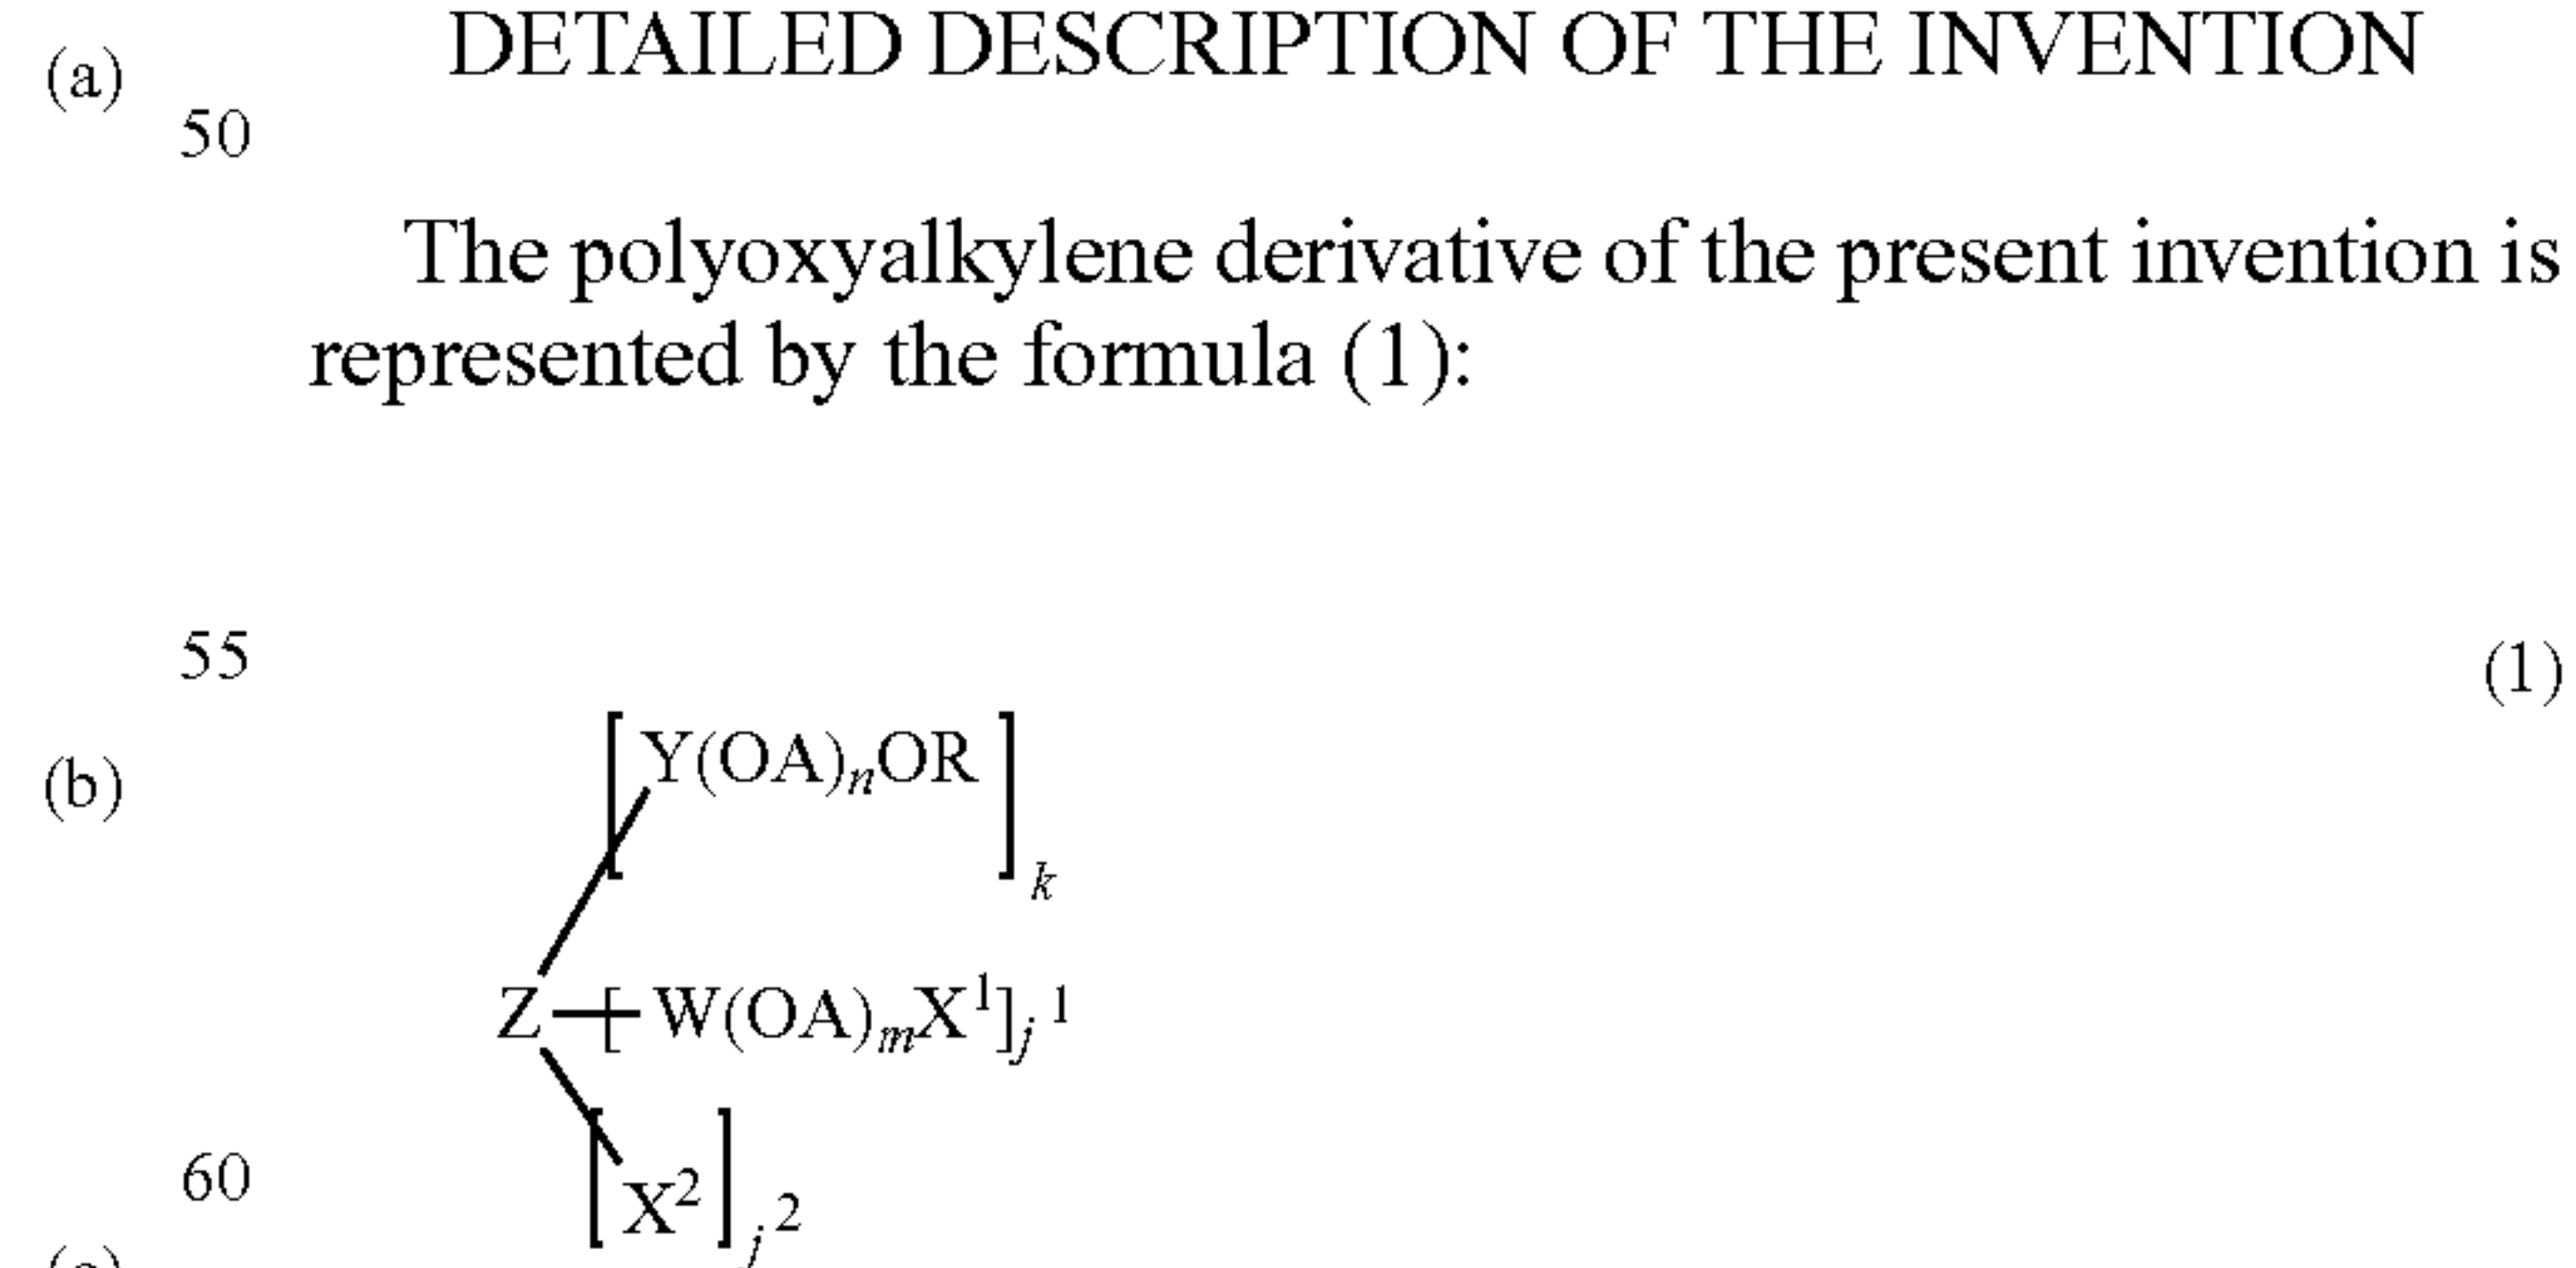 (a)
DETAILED DESCRIPTION OF THE INVENTION
50
The polyoxyalkylene derivative of the present invention is
represented by the formula (1):
55
(1)
(b)
[Y(OA)nOR]k
Z—[—W(OA)mX¹]j¹
60
[X²]j²